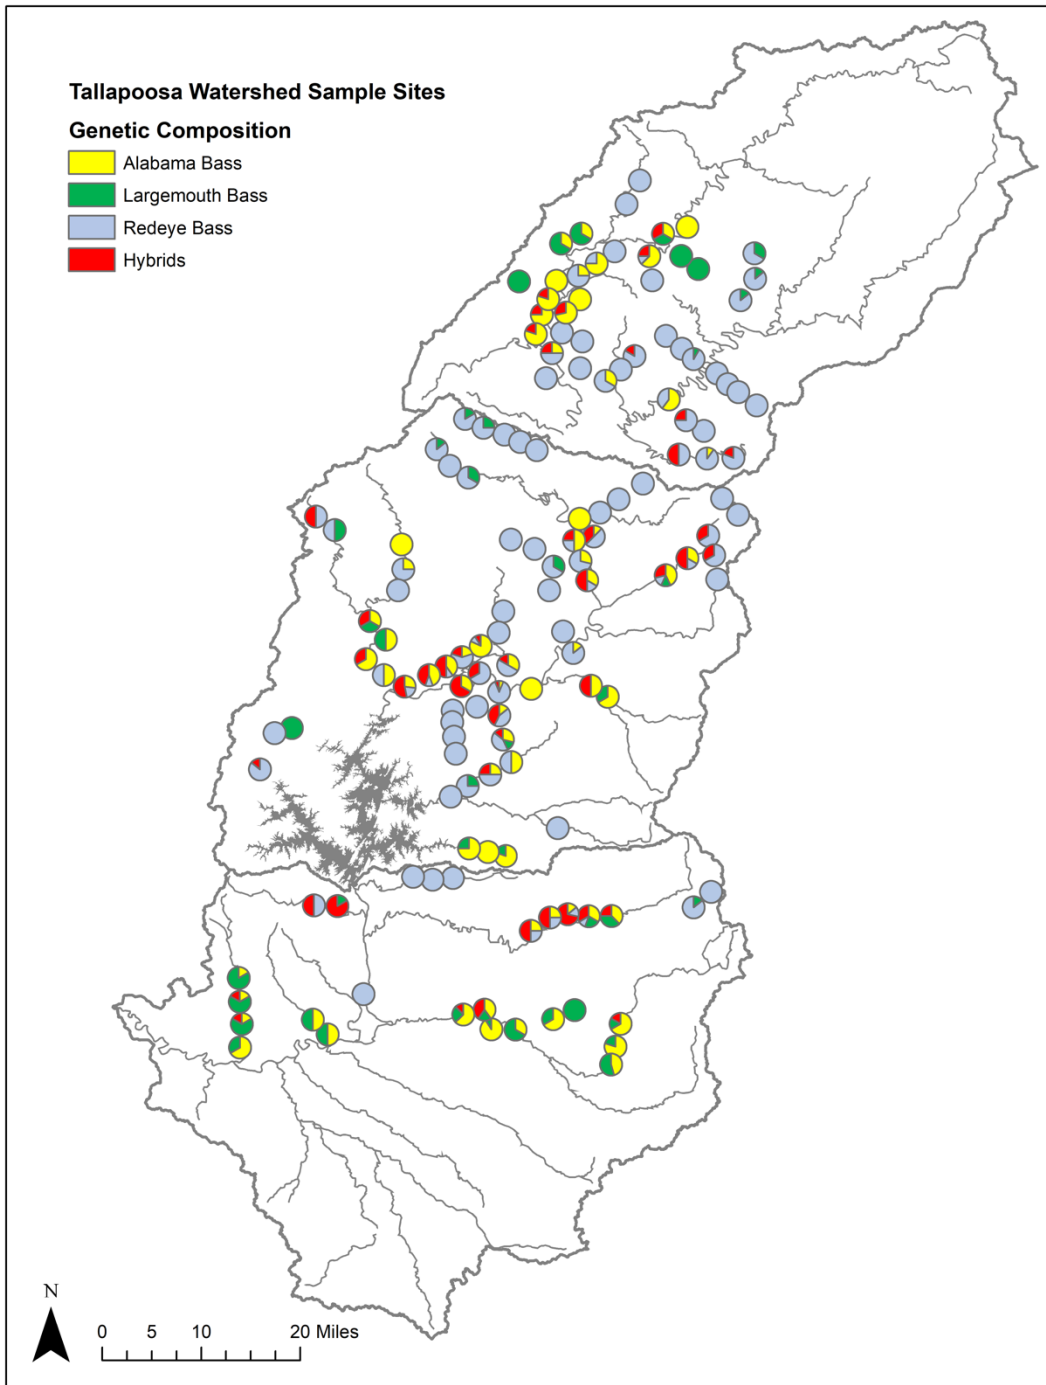 Tallapoosa Watershed Sample Sites
Genetic Composition
Alabama Bass
Largemouth Bass
Redeye Bass
Hybrids
N
0 5 10 20 Miles